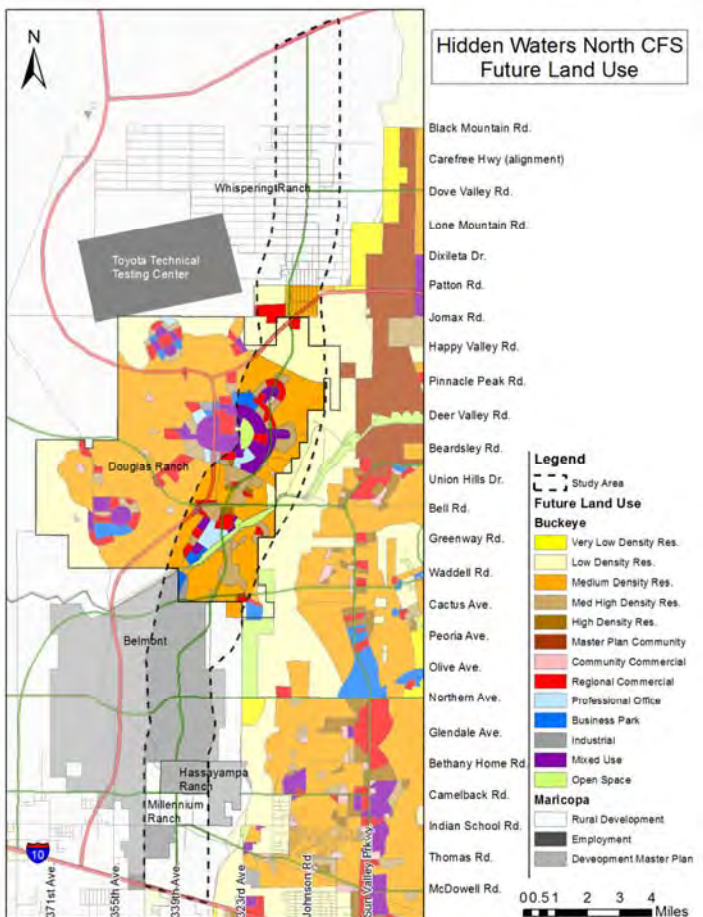 Hidden Waters North CFS
Future Land Use
N
Black Mountain Rd.
Carefree Hwy (alignment)
Whispering Ranch
Dove Valley Rd.
Lone Mountain Rd.
Toyota Technical
Testing Center
Dixileta Dr.
Patton Rd.
Jomax Rd.
Happy Valley Rd.
Pinnacle Peak Rd.
Deer Valley Rd.
Beardsley Rd.
Douglas Ranch
Union Hills Dr.
Bell Rd.
Greenway Rd.
Waddell Rd.
Cactus Ave.
Belmont
Peoria Ave.
Olive Ave.
Northern Ave.
Glendale Ave.
Hassayampa
Ranch
Bethany Home Rd.
Camelback Rd.
Millennium
Ranch
Indian School Rd.
10
Thomas Rd.
McDowell Rd.
371st Ave
355th Ave
339th Ave
323rd Ave
Johnson Rd
Sun Valley Pkwy
Legend
Study Area
Future Land Use
Buckeye
Very Low Density Res.
Low Density Res.
Medium Density Res.
Med High Density Res.
High Density Res.
Master Plan Community
Community Commercial
Regional Commercial
Professional Office
Business Park
Industrial
Mixed Use
Open Space
Maricopa
Rural Development
Employment
Deveopment Master Plan
0 0.5 1 2 3 4
Miles